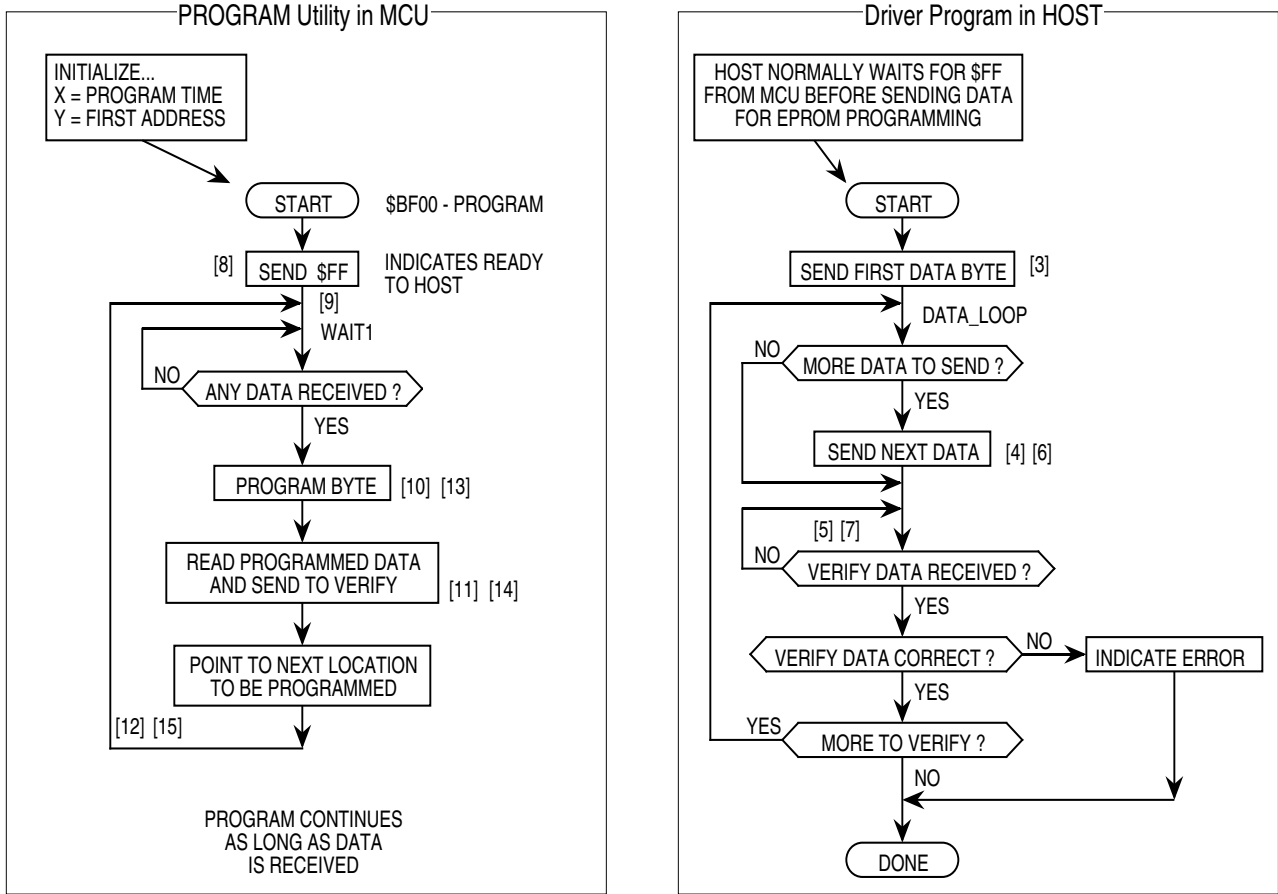 PROGRAM Utility in MCU
INITIALIZE...
X = PROGRAM TIME
Y = FIRST ADDRESS
START
$BF00 - PROGRAM
[8]
SEND $FF
INDICATES READY
TO HOST
[9]
WAIT1
NO
ANY DATA RECEIVED ?
YES
PROGRAM BYTE
[10] [13]
READ PROGRAMMED DATA
AND SEND TO VERIFY
[11] [14]
POINT TO NEXT LOCATION
TO BE PROGRAMMED
[12] [15]
PROGRAM CONTINUES
AS LONG AS DATA
IS RECEIVED
Driver Program in HOST
HOST NORMALLY WAITS FOR $FF
FROM MCU BEFORE SENDING DATA
FOR EPROM PROGRAMMING
START
SEND FIRST DATA BYTE
[3]
DATA_LOOP
NO
MORE DATA TO SEND ?
YES
SEND NEXT DATA
[4] [6]
[5] [7]
NO
VERIFY DATA RECEIVED ?
YES
VERIFY DATA CORRECT ?
NO
INDICATE ERROR
YES
YES
MORE TO VERIFY ?
NO
DONE